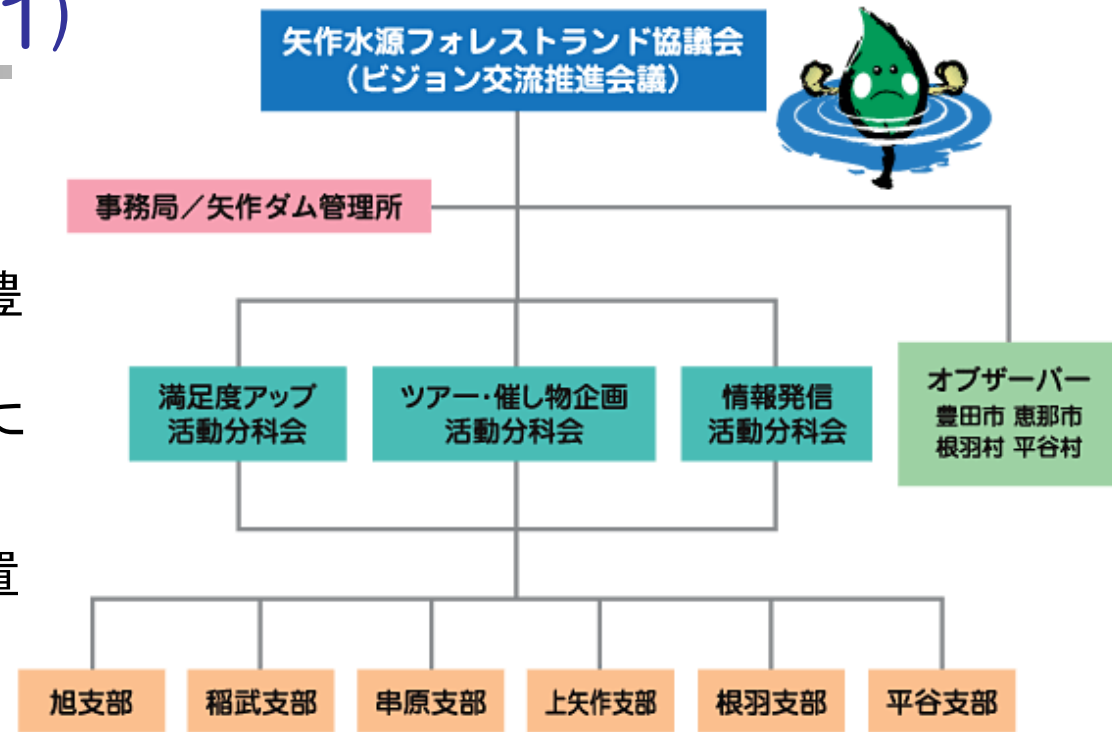 1)
矢作水源フォレストランド協議会
（ビジョン交流推進会議）
事務局／矢作ダム管理所
豊
に
置
満足度アップ
活動分科会
ツアー・催し物企画
活動分科会
情報発信
活動分科会
オブザーバー
豊田市 恵那市
根羽村 平谷村
旭支部
稲武支部
串原支部
上矢作支部
根羽支部
平谷支部